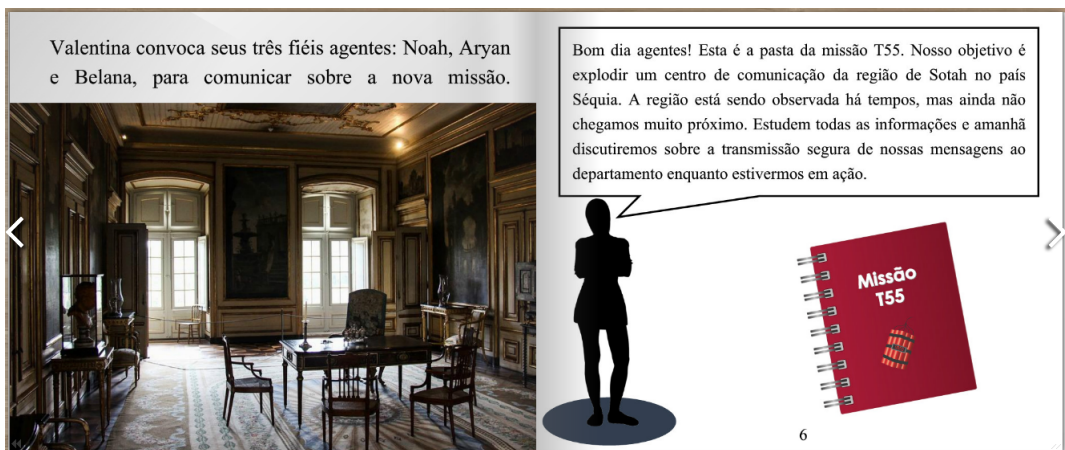 Valentina convoca seus três fiéis agentes: Noah, Aryan
e Belana, para comunicar sobre a nova missão.
Bom dia agentes! Esta é a pasta da missão T55. Nosso objetivo é
explodir um centro de comunicação da região de Sotah no país
Séquia. A região está sendo observada há tempos, mas ainda não
chegamos muito próximo. Estudem todas as informações e amanhã
discutiremos sobre a transmissão segura de nossas mensagens ao
departamento enquanto estivermos em ação.
Missão
T55
6